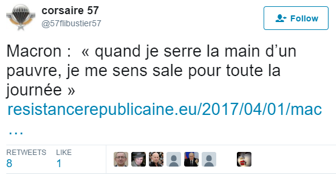 corsaire 57
@57flibustier57
Follow
Macron : « quand je serre la main d'un
pauvre, je me sens sale pour toute la
journée »
resistancerepublicaine.eu/2017/04/01/mac
…
RETWEETS LIKE
8 1